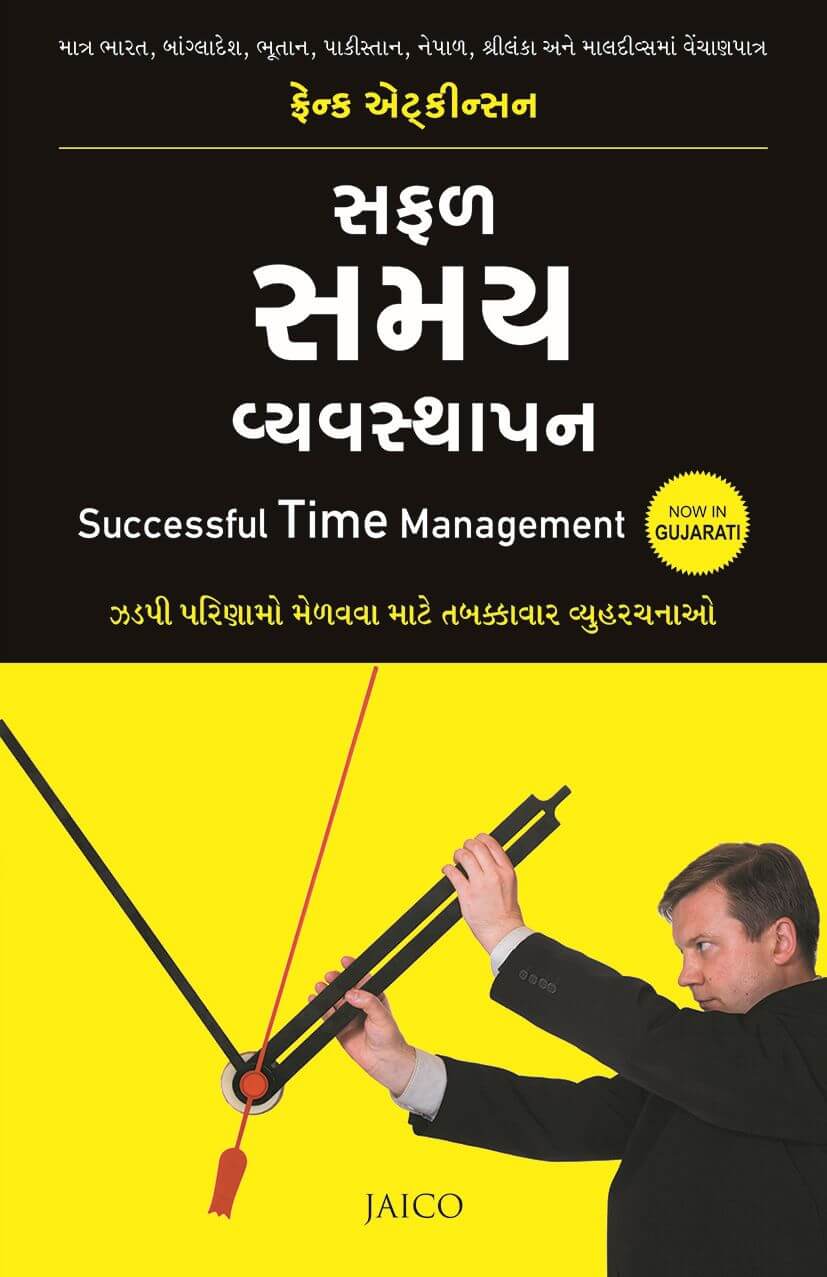 માત્ર ભારત, બાંગ્લાદેશ, ભૂતાન, પાકીસ્તાન, નેપાળ, શ્રીલંકા અને માલદીવ્સમાં વેંચાણપાત્ર
ફ્રેન્ક એટ્કીન્સન
સફળ
સમય
વ્યવસ્થાપન
Successful Time Management
NOW IN
GUJARATI
ઝડપી પરિણામો મેળવવા માટે તબક્કાવાર વ્યુહરચનાઓ
JAICO